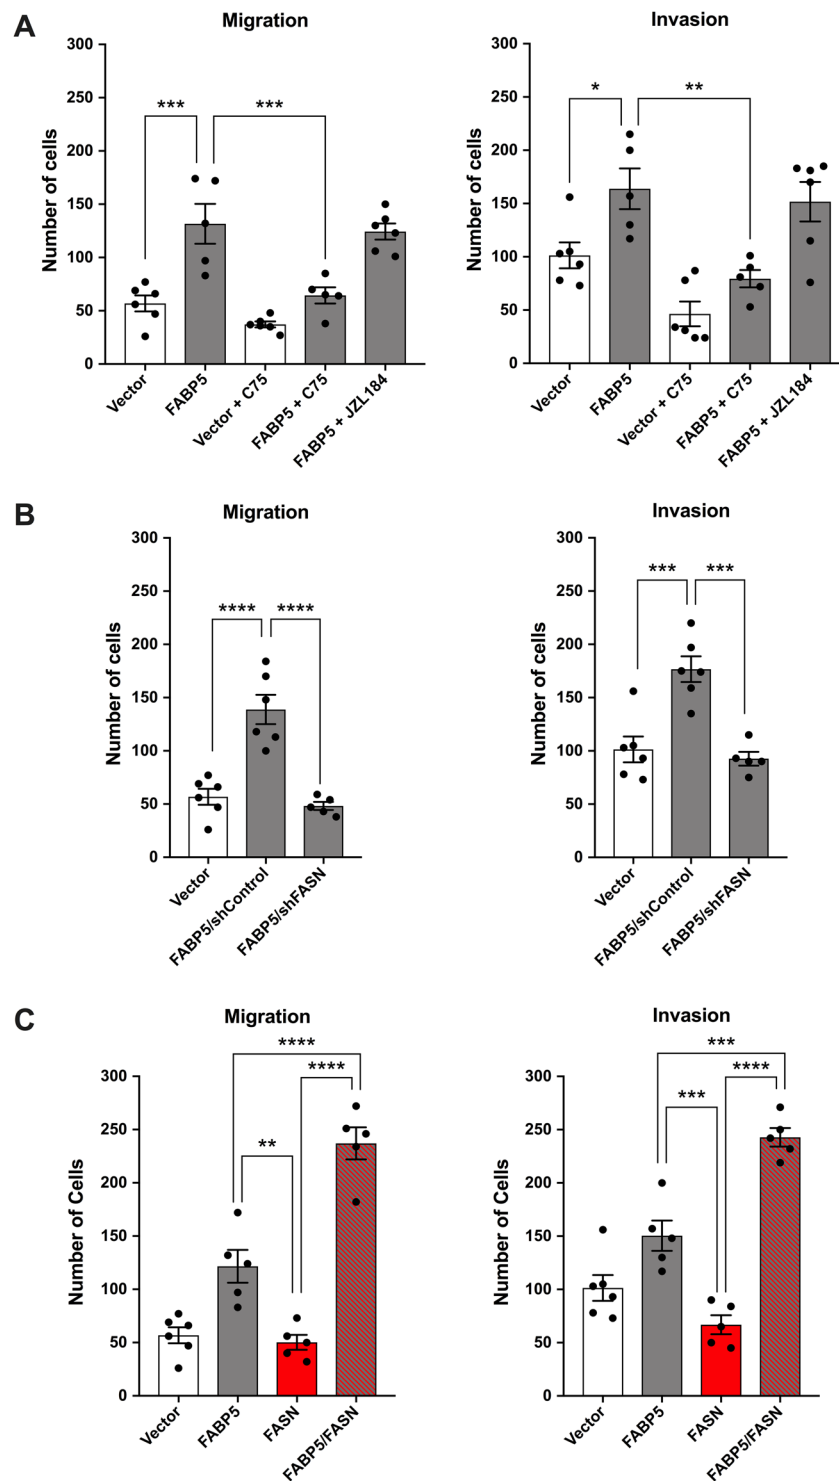 A
Migration
Number of cells
300
250
200
150
100
50
0
***
***
Vector
FABP5
Vector + C75
FABP5 + C75
FABP5 + JZL184
Invasion
Number of cells
300
250
200
150
100
50
0
*
**
Vector
FABP5
Vector + C75
FABP5 + C75
FABP5 + JZL184
B
Migration
Number of cells
300
250
200
150
100
50
0
****
****
Vector
FABP5/shControl
FABP5/shFASN
Invasion
Number of cells
300
250
200
150
100
50
0
***
***
Vector
FABP5/shControl
FABP5/shFASN
C
Migration
Number of Cells
300
250
200
150
100
50
0
****
****
**
Vector
FABP5
FASN
FABP5/FASN
Invasion
Number of Cells
300
250
200
150
100
50
0
***
****
***
Vector
FABP5
FASN
FABP5/FASN